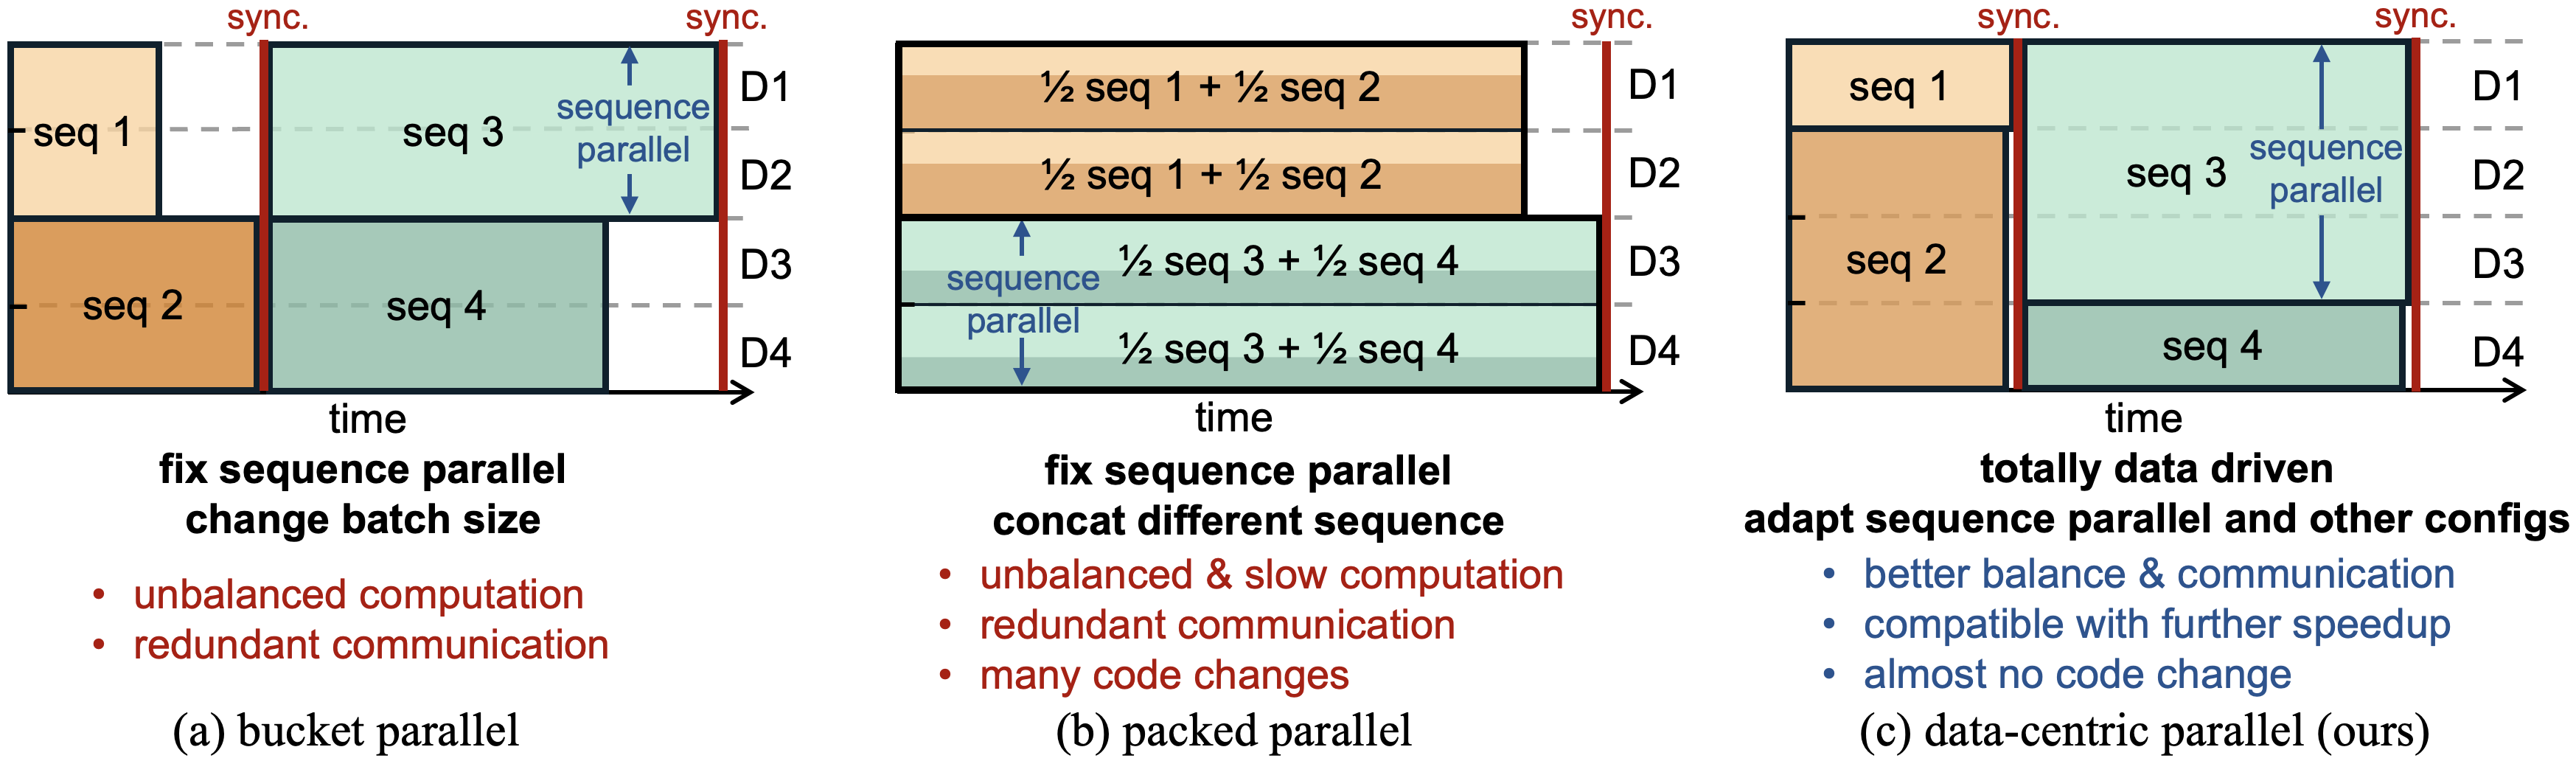 sync.
sync.
seq 1
seq 2
seq 3
seq 4
sequence
parallel
D1
D2
D3
D4
time
fix sequence parallel
change batch size
• unbalanced computation
• redundant communication
(a) bucket parallel
sync.
½ seq 1 + ½ seq 2
½ seq 1 + ½ seq 2
½ seq 3 + ½ seq 4
½ seq 3 + ½ seq 4
sequence
parallel
D1
D2
D3
D4
time
fix sequence parallel
concat different sequence
• unbalanced & slow computation
• redundant communication
• many code changes
(b) packed parallel
sync.
sync.
seq 1
seq 2
seq 3
seq 4
sequence
parallel
D1
D2
D3
D4
time
totally data driven
adapt sequence parallel and other configs
• better balance & communication
• compatible with further speedup
• almost no code change
(c) data-centric parallel (ours)